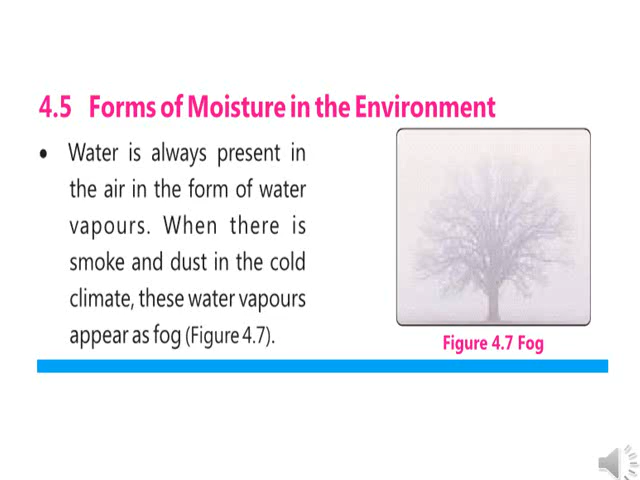 4.5 Forms of Moisture in the Environment
• Water is always present in
the air in the form of water
vapours. When there is
smoke and dust in the cold
climate, these water vapours
appear as fog (Figure 4.7).
Figure 4.7 Fog